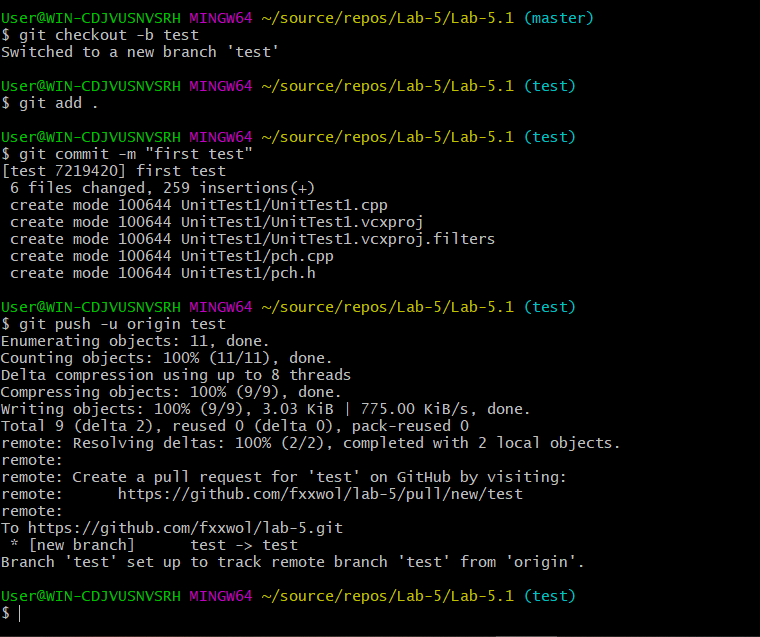 User@WIN-CDJVUSNVSRH MINGW64 ~/source/repos/Lab-5/Lab-5.1 (master)
$ git checkout -b test
Switched to a new branch 'test'
User@WIN-CDJVUSNVSRH MINGW64 ~/source/repos/Lab-5/Lab-5.1 (test)
$ git add .
User@WIN-CDJVUSNVSRH MINGW64 ~/source/repos/Lab-5/Lab-5.1 (test)
$ git commit -m "first test"
[test 7219420] first test
 6 files changed, 259 insertions(+)
 create mode 100644 UnitTest1/UnitTest1.cpp
 create mode 100644 UnitTest1/UnitTest1.vcxproj
 create mode 100644 UnitTest1/UnitTest1.vcxproj.filters
 create mode 100644 UnitTest1/pch.cpp
 create mode 100644 UnitTest1/pch.h
User@WIN-CDJVUSNVSRH MINGW64 ~/source/repos/Lab-5/Lab-5.1 (test)
$ git push -u origin test
Enumerating objects: 11, done.
Counting objects: 100% (11/11), done.
Delta compression using up to 8 threads
Compressing objects: 100% (9/9), done.
Writing objects: 100% (9/9), 3.03 KiB | 775.00 KiB/s, done.
Total 9 (delta 2), reused 0 (delta 0), pack-reused 0
remote: Resolving deltas: 100% (2/2), completed with 2 local objects.
remote:
remote: Create a pull request for 'test' on GitHub by visiting:
remote:      https://github.com/fxxwol/lab-5/pull/new/test
remote:
To https://github.com/fxxwol/lab-5.git
 * [new branch]      test -> test
Branch 'test' set up to track remote branch 'test' from 'origin'.
User@WIN-CDJVUSNVSRH MINGW64 ~/source/repos/Lab-5/Lab-5.1 (test)
$